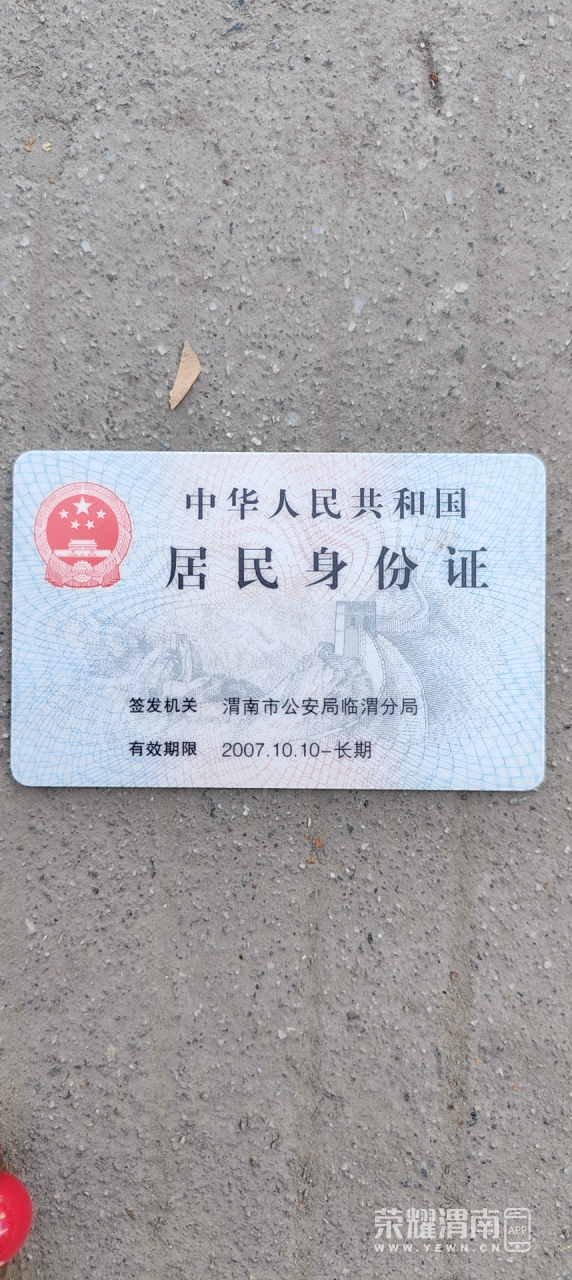 中华人民共和国
居民身份证
签发机关 渭南市公安局临渭分局
有效期限 2007.10.10-长期
荣耀渭南 APP
WWW.YEWN.CN